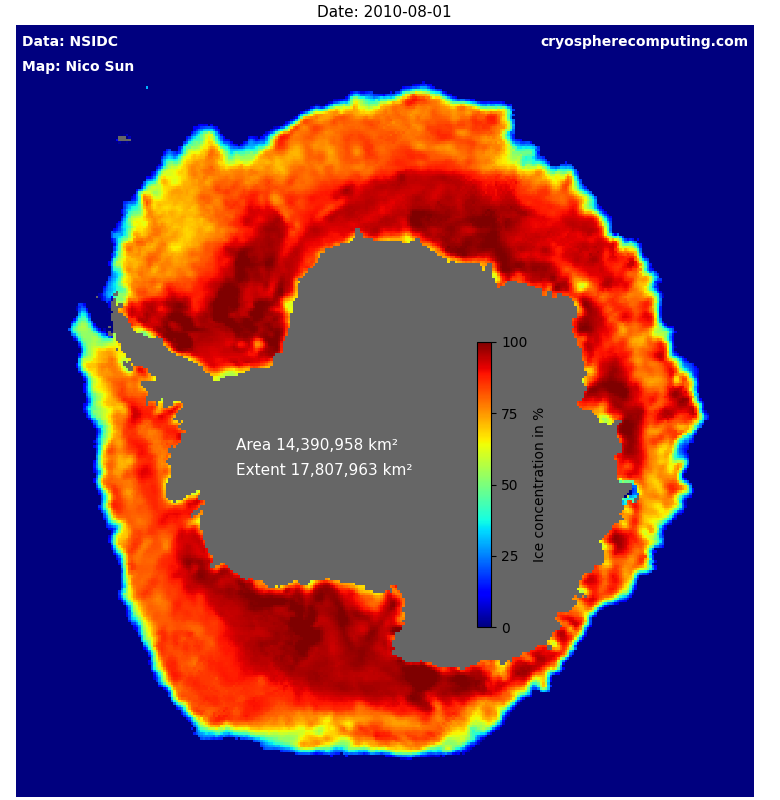 Date: 2010-08-01
Data: NSIDC
cryospherecomputing.com
Map: Nico Sun
Area 14,390,958 km²
Extent 17,807,963 km²
100
75
50
25
0
Ice concentration in %